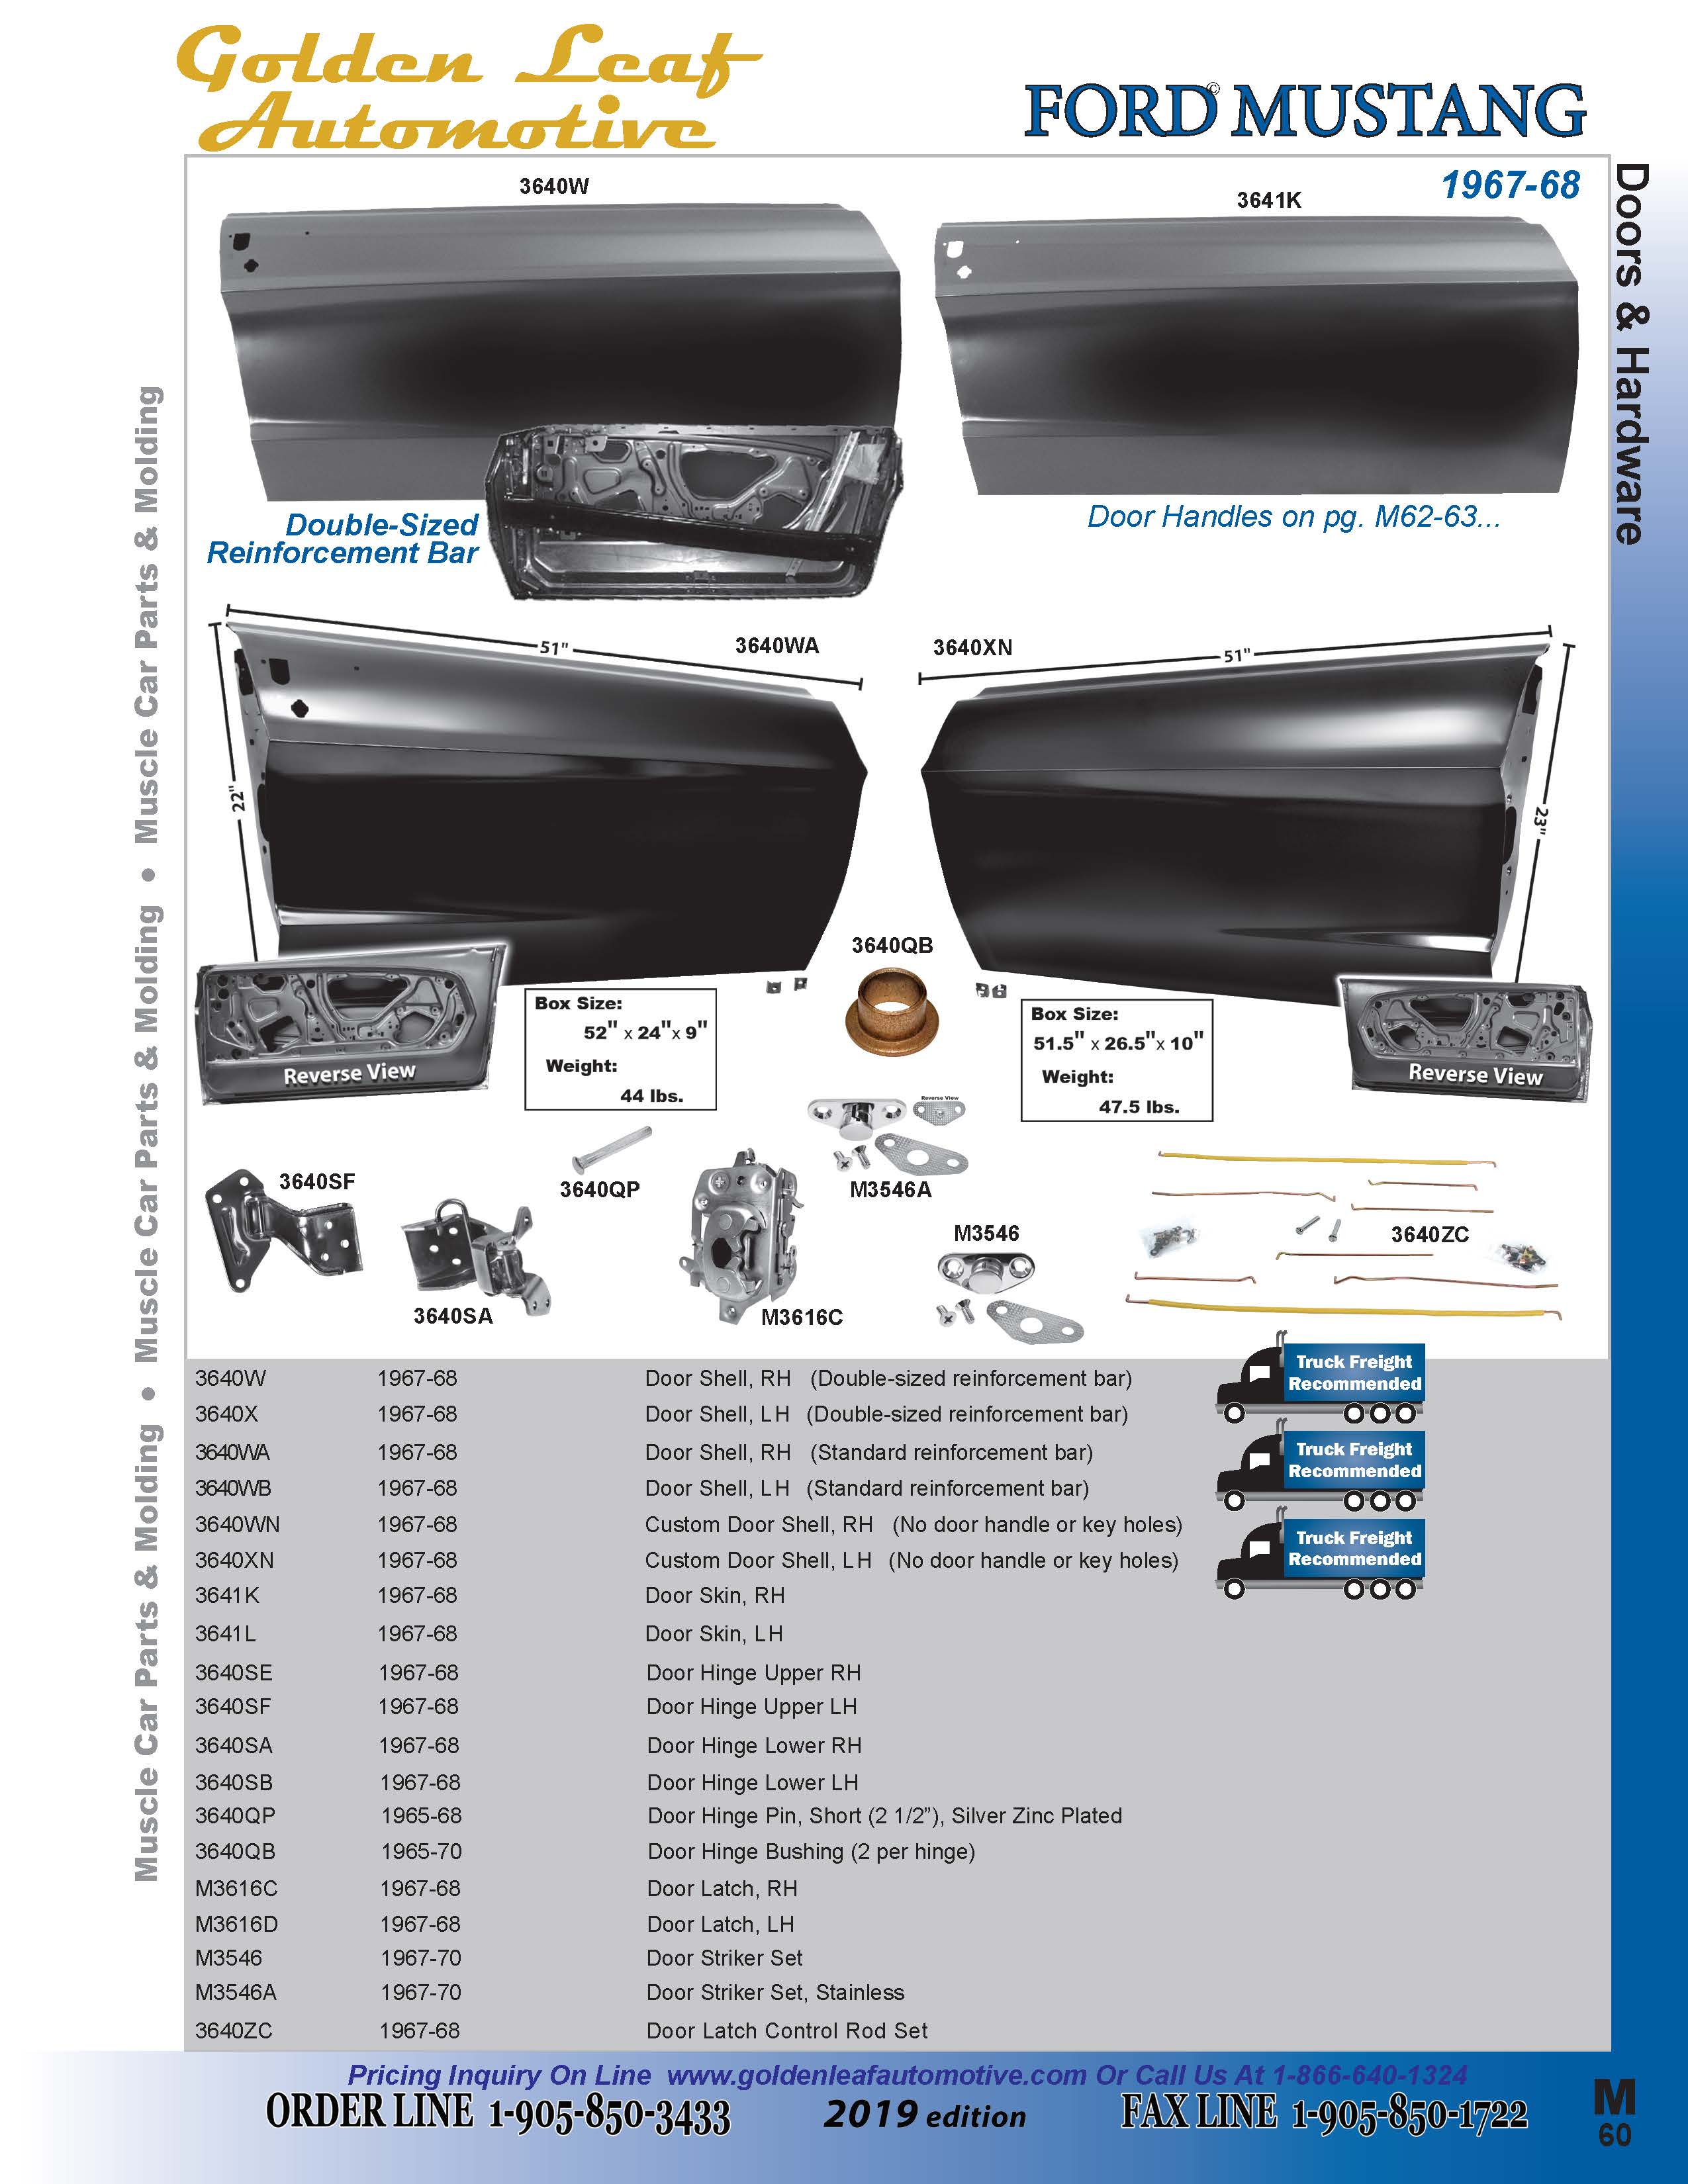 Golden Leaf
Automotive
FORD© MUSTANG
1967-68
Doors & Hardware
Muscle Car Parts & Molding • Muscle Car Parts & Molding • Muscle Car Parts & Molding
3640W
3641K
Double-Sized
Reinforcement Bar
Door Handles on pg. M62-63...
51"
3640WA
3640XN
51"
22"
23"
3640QB
Reverse View
Box Size:
52" x 24"x 9"
Weight:
44 lbs.
Box Size:
51.5" x 26.5"x 10"
Weight:
47.5 lbs.
Reverse View
Reverse View
3640SF
3640QP
M3546A
M3546
3640ZC
3640SA
M3616C
3640W 1967-68 Door Shell, RH (Double-sized reinforcement bar)
3640X 1967-68 Door Shell, LH (Double-sized reinforcement bar)
3640WA 1967-68 Door Shell, RH (Standard reinforcement bar)
3640WB 1967-68 Door Shell, LH (Standard reinforcement bar)
3640WN 1967-68 Custom Door Shell, RH (No door handle or key holes)
3640XN 1967-68 Custom Door Shell, LH (No door handle or key holes)
3641K 1967-68 Door Skin, RH
3641L 1967-68 Door Skin, LH
3640SE 1967-68 Door Hinge Upper RH
3640SF 1967-68 Door Hinge Upper LH
3640SA 1967-68 Door Hinge Lower RH
3640SB 1967-68 Door Hinge Lower LH
3640QP 1965-68 Door Hinge Pin, Short (2 1/2"), Silver Zinc Plated
3640QB 1965-70 Door Hinge Bushing (2 per hinge)
M3616C 1967-68 Door Latch, RH
M3616D 1967-68 Door Latch, LH
M3546 1967-70 Door Striker Set
M3546A 1967-70 Door Striker Set, Stainless
3640ZC 1967-68 Door Latch Control Rod Set
Truck Freight
Recommended
Truck Freight
Recommended
Truck Freight
Recommended
Pricing Inquiry On Line www.goldenleafautomotive.com Or Call Us At 1-866-640-1324
ORDER LINE 1-905-850-3433
2019 edition
FAX LINE 1-905-850-1722
M
60